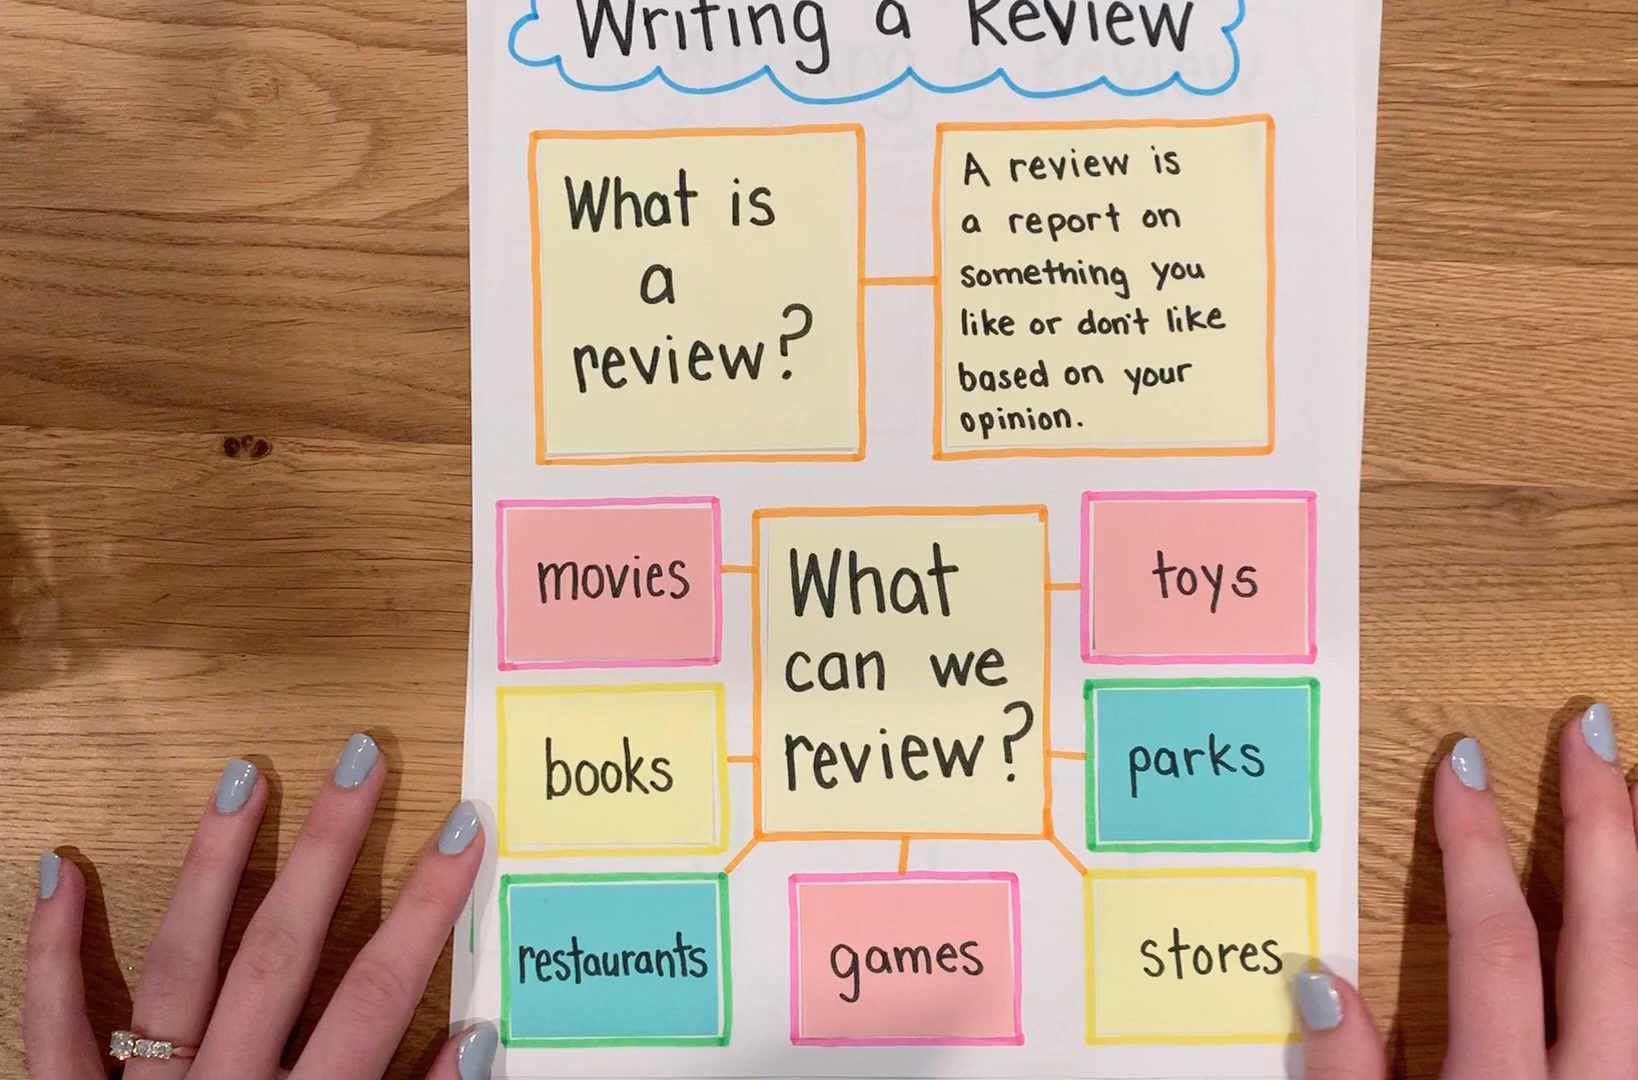 Writing a Review
What is
a
review?
A review is
a report on
something you
like or don't like
based on your
opinion.
movies
What
can we
review?
toys
books
parks
restaurants
games
stores